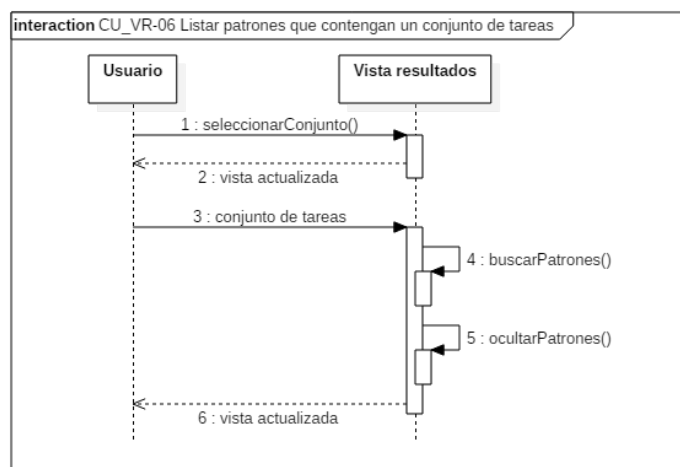 interaction CU_VR-06 Listar patrones que contengan un conjunto de tareas
Usuario
Vista resultados
1 : seleccionarConjunto()
2 : vista actualizada
3 : conjunto de tareas
4 : buscarPatrones()
5 : ocultarPatrones()
6 : vista actualizada